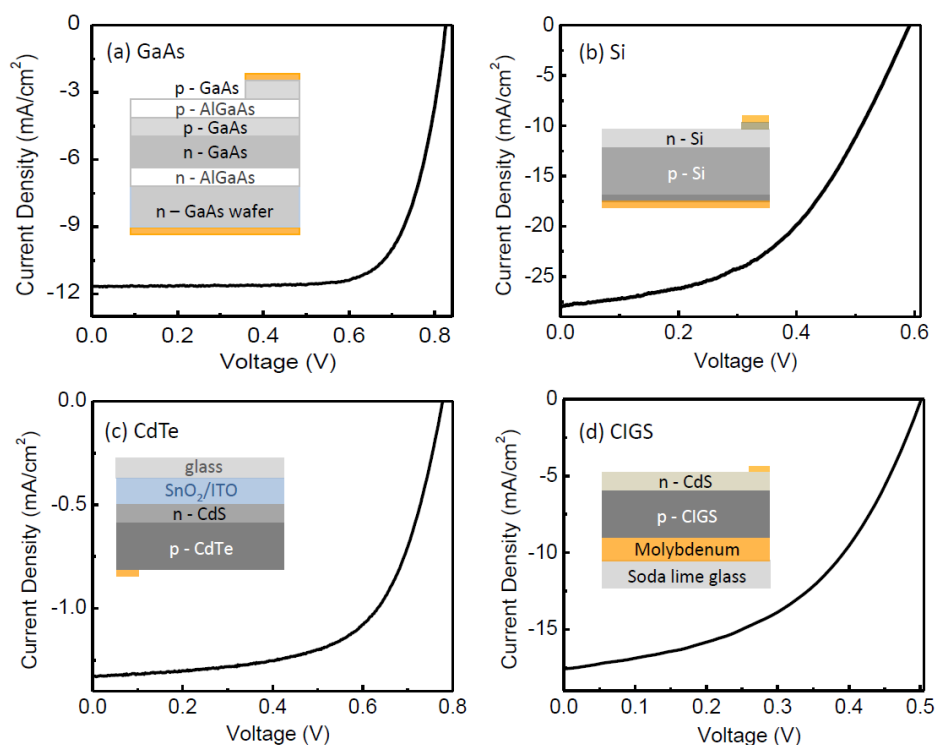 (a) GaAs
p - GaAs
p - AlGaAs
p - GaAs
n - GaAs
n - AlGaAs
n – GaAs wafer
0
-3
-6
-9
-12
0.0 0.2 0.4 0.6 0.8
Voltage (V)
Current Density (mA/cm²)
(b) Si
n - Si
p - Si
0
-5
-10
-15
-20
-25
0.0 0.2 0.4 0.6
Voltage (V)
Current Density (mA/cm²)
(c) CdTe
glass
SnO₂/ITO
n - CdS
p - CdTe
0.0
-0.5
-1.0
0.0 0.2 0.4 0.6 0.8
Voltage (V)
Current Density (mA/cm²)
(d) CIGS
n - CdS
p - CIGS
Molybdenum
Soda lime glass
0
-5
-10
-15
0.0 0.1 0.2 0.3 0.4 0.5
Voltage (V)
Current Density (mA/cm²)